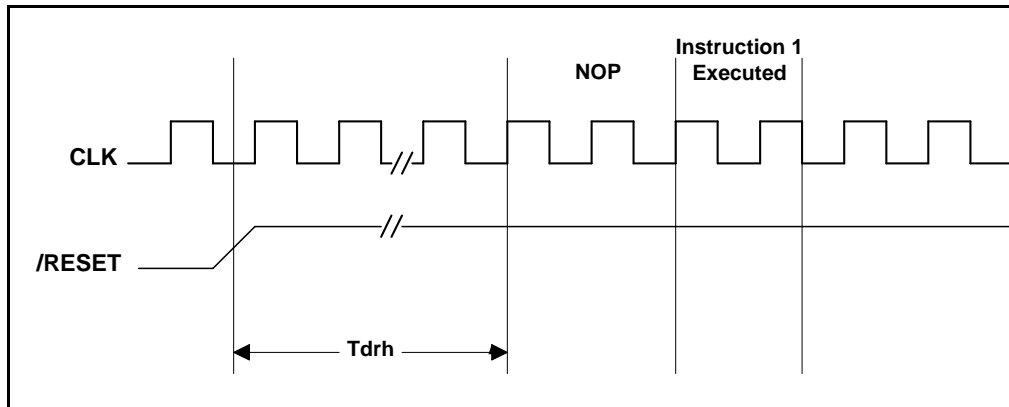 Instruction 1
NOP
Executed
CLK
/RESET
Tdrh